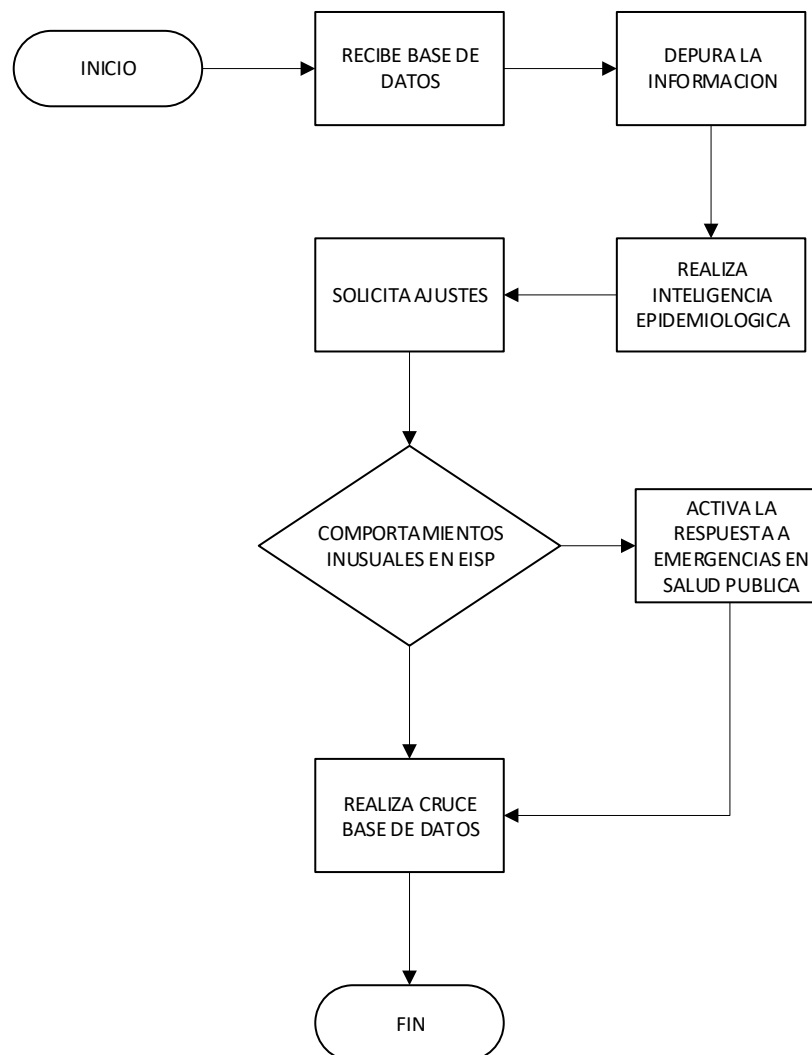 INICIO
RECIBE BASE DE
DATOS
DEPURA LA
INFORMACION
REALIZA
INTELIGENCIA
EPIDEMIOLOGICA
SOLICITA AJUSTES
COMPORTAMIENTOS
INUSUALES EN EISP
ACTIVA LA
RESPUESTA A
EMERGENCIAS EN
SALUD PUBLICA
REALIZA CRUCE
BASE DE DATOS
FIN